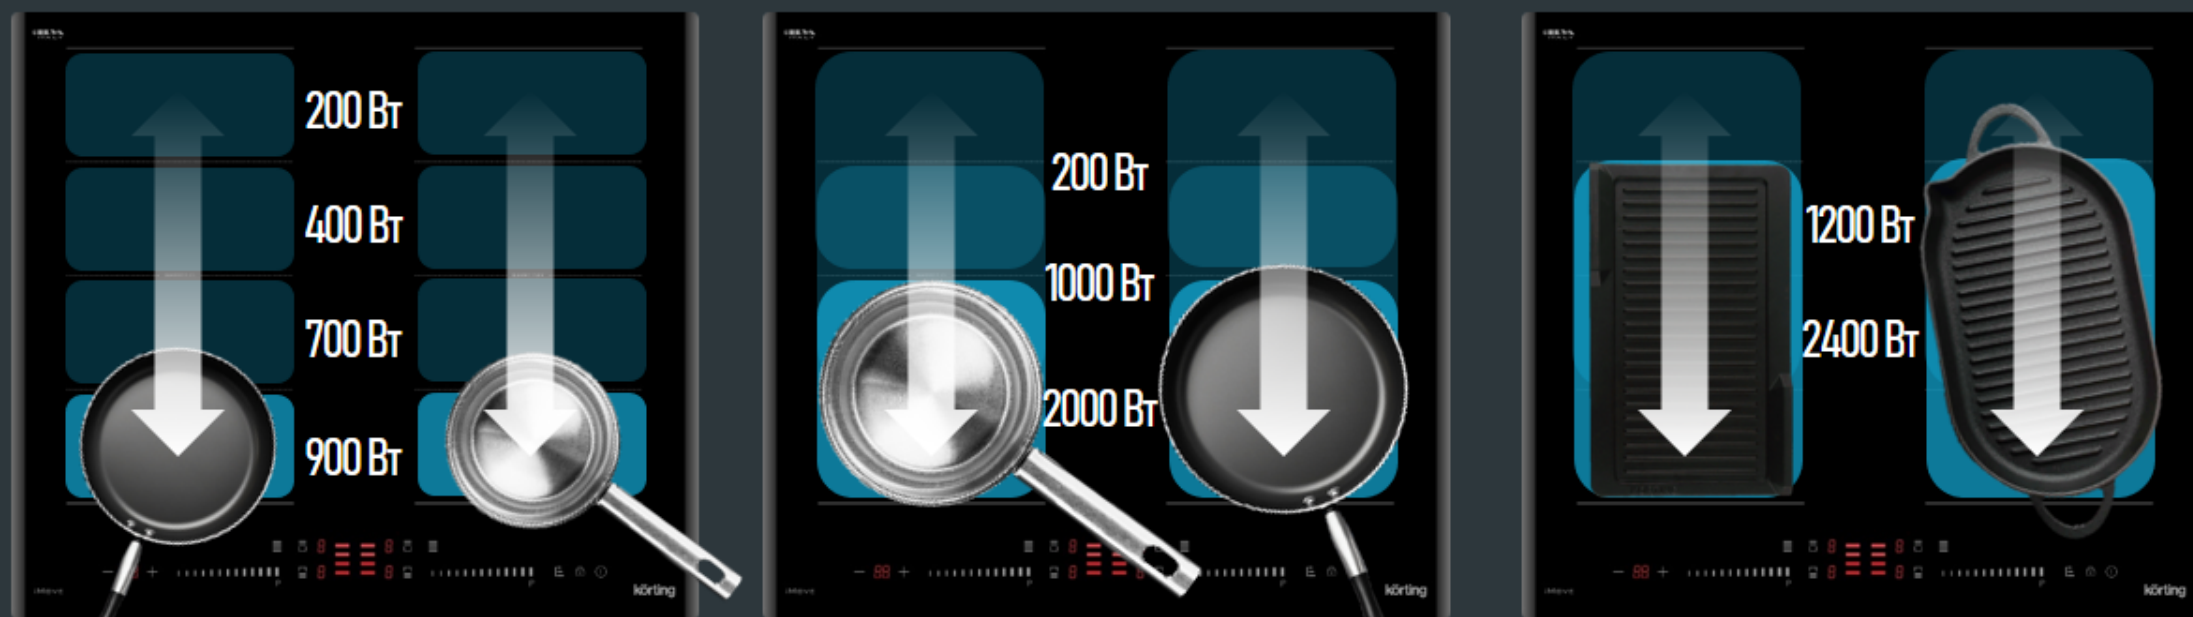 200 Вт
400 Вт
700 Вт
900 Вт
körting
200 Вт
1000 Вт
2000 Вт
körting
1200 Вт
2400 Вт
körting